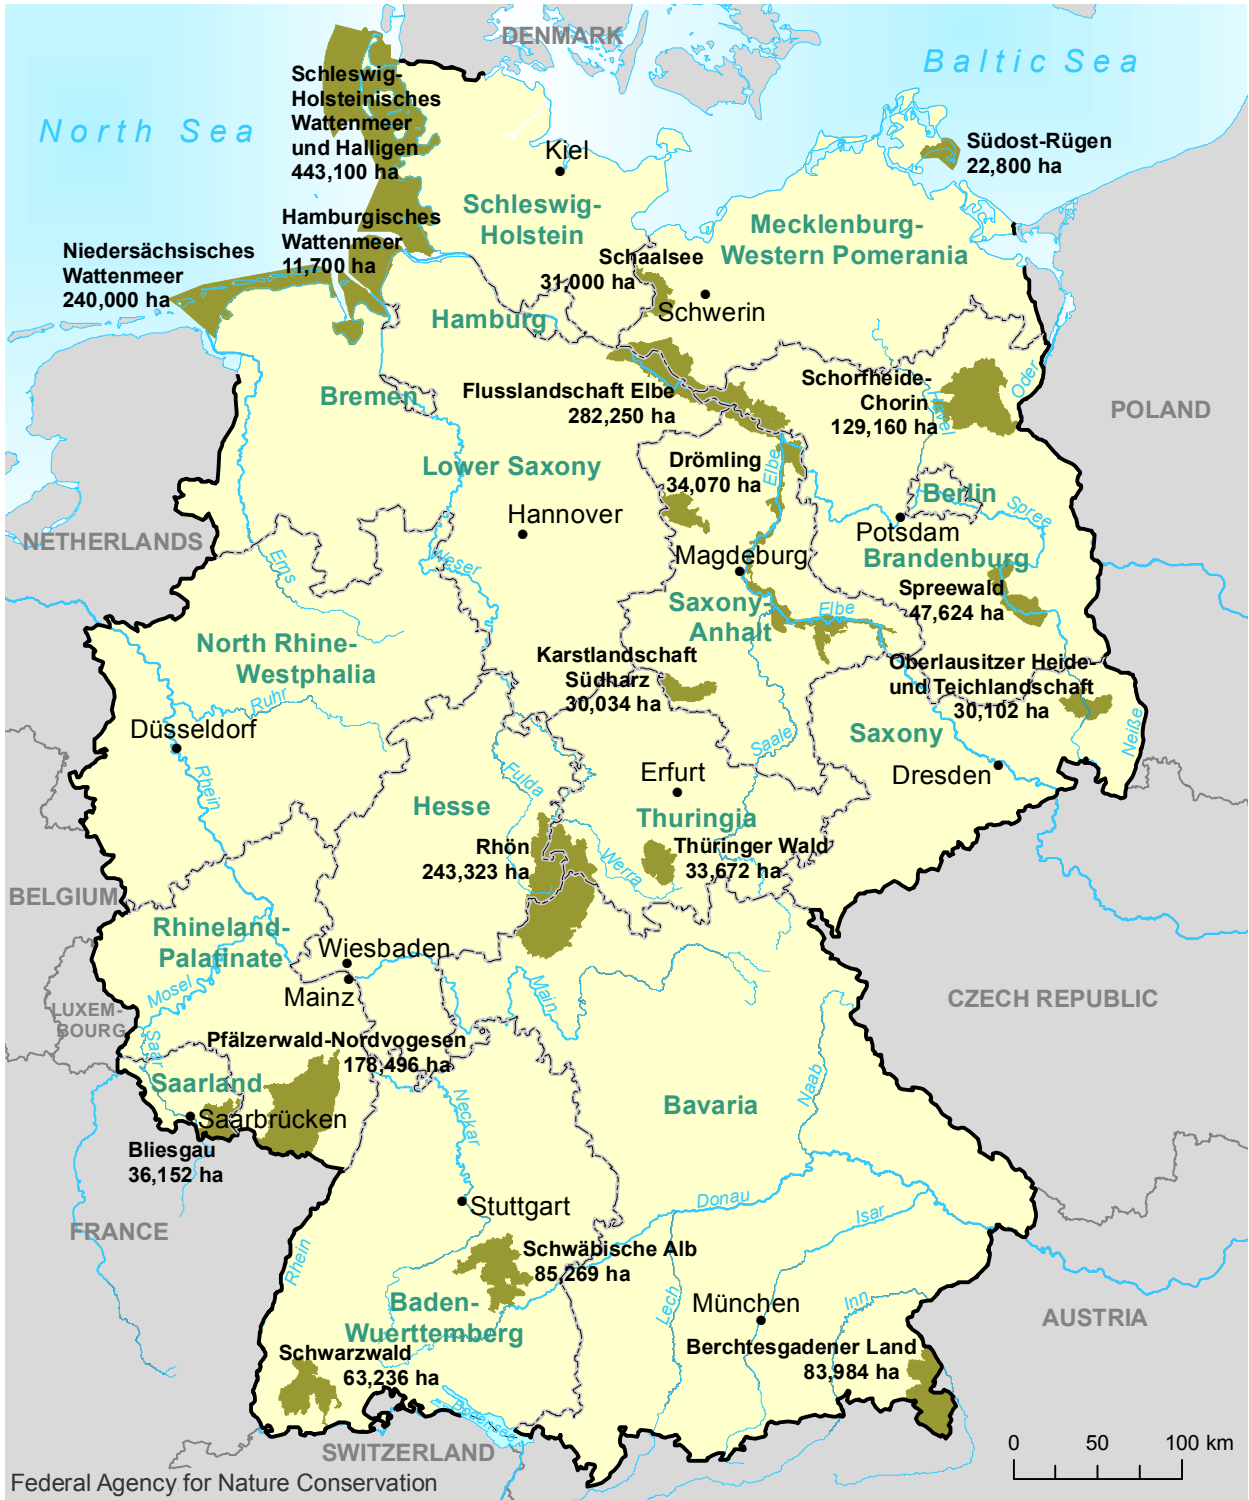 DENMARK
Baltic Sea
North Sea
Schleswig-
Holsteinisches
Wattenmeer
und Halligen
443,100 ha
Kiel
Südost-Rügen
22,800 ha
Schleswig-
Holstein
Mecklenburg-
Western Pomerania
Hamburgisches
Wattenmeer
11,700 ha
Niedersächsisches
Wattenmeer
240,000 ha
Schaalsee
31,000 ha
Schwerin
Hamburg
Bremen
Flusslandschaft Elbe
282,250 ha
Schorfheide-
Chorin
129,160 ha
Oder
Havel
POLAND
Lower Saxony
Drömling
34,070 ha
Elbe
Berlin
Spree
Hannover
Potsdam
NETHERLANDS
Ems
Weser
Magdeburg
Brandenburg
Spreewald
47,624 ha
Saxony-
Anhalt
Elbe
North Rhine-
Westphalia
Karstlandschaft
Südharz
30,034 ha
Oberlausitzer Heide-
und Teichlandschaft
30,102 ha
Ruhr
Düsseldorf
Rhein
Saale
Saxony
Neiße
Dresden
Erfurt
Fulda
Hesse
Thuringia
Rhön
243,323 ha
Werra
Thüringer Wald
33,672 ha
BELGIUM
Rhineland-
Palatinate
Wiesbaden
Mainz
Mosel
Main
LUXEM-
BOURG
CZECH REPUBLIC
Saar
Pfälzerwald-Nordvogesen
178,496 ha
Saarland
Saarbrücken
Neckar
Naab
Bavaria
Bliesgau
36,152 ha
Stuttgart
Donau
Isar
FRANCE
Rhein
Schwäbische Alb
85,269 ha
Lech
München
Inn
Baden-
Wuerttemberg
AUSTRIA
Schwarzwald
63,236 ha
Berchtesgadener Land
83,984 ha
Bodensee
SWITZERLAND
0 50 100 km
Federal Agency for Nature Conservation